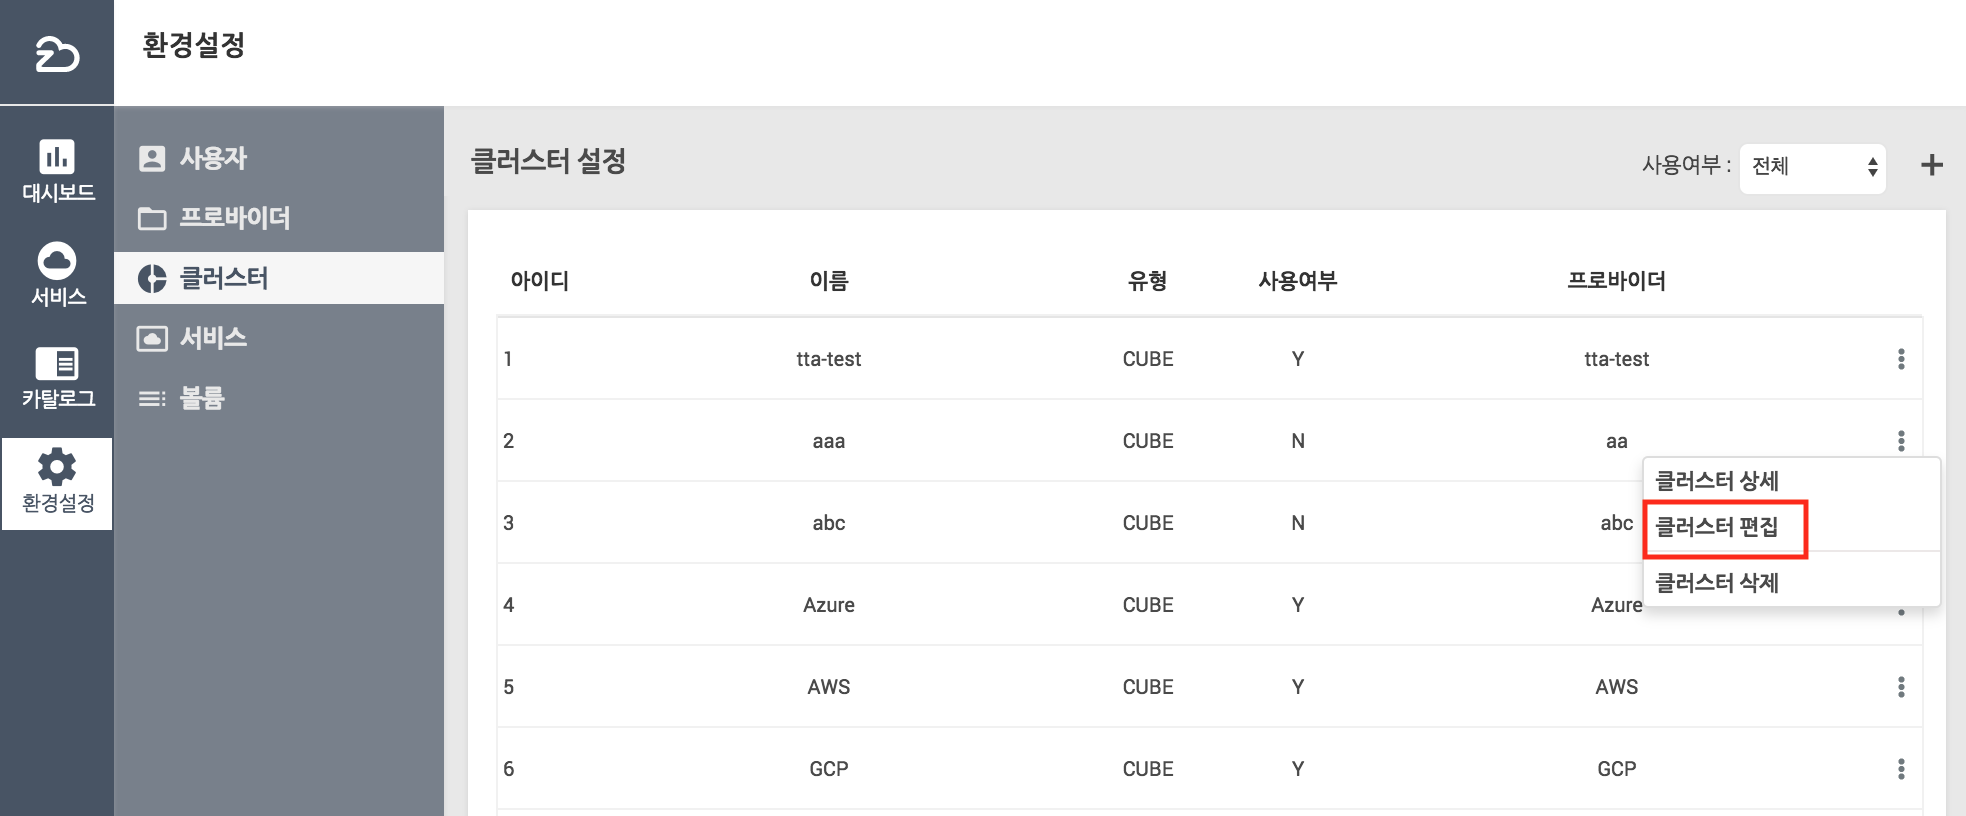 환경설정
대시보드
서비스
카탈로그
환경설정
사용자
프로바이더
클러스터
서비스
볼륨
클러스터 설정
사용여부 : 전체
아이디 이름 유형 사용여부 프로바이더
1 tta-test CUBE Y tta-test
2 aaa CUBE N aa
3 abc CUBE N abc
4 Azure CUBE Y Azure
5 AWS CUBE Y AWS
6 GCP CUBE Y GCP
클러스터 상세
클러스터 편집
클러스터 삭제